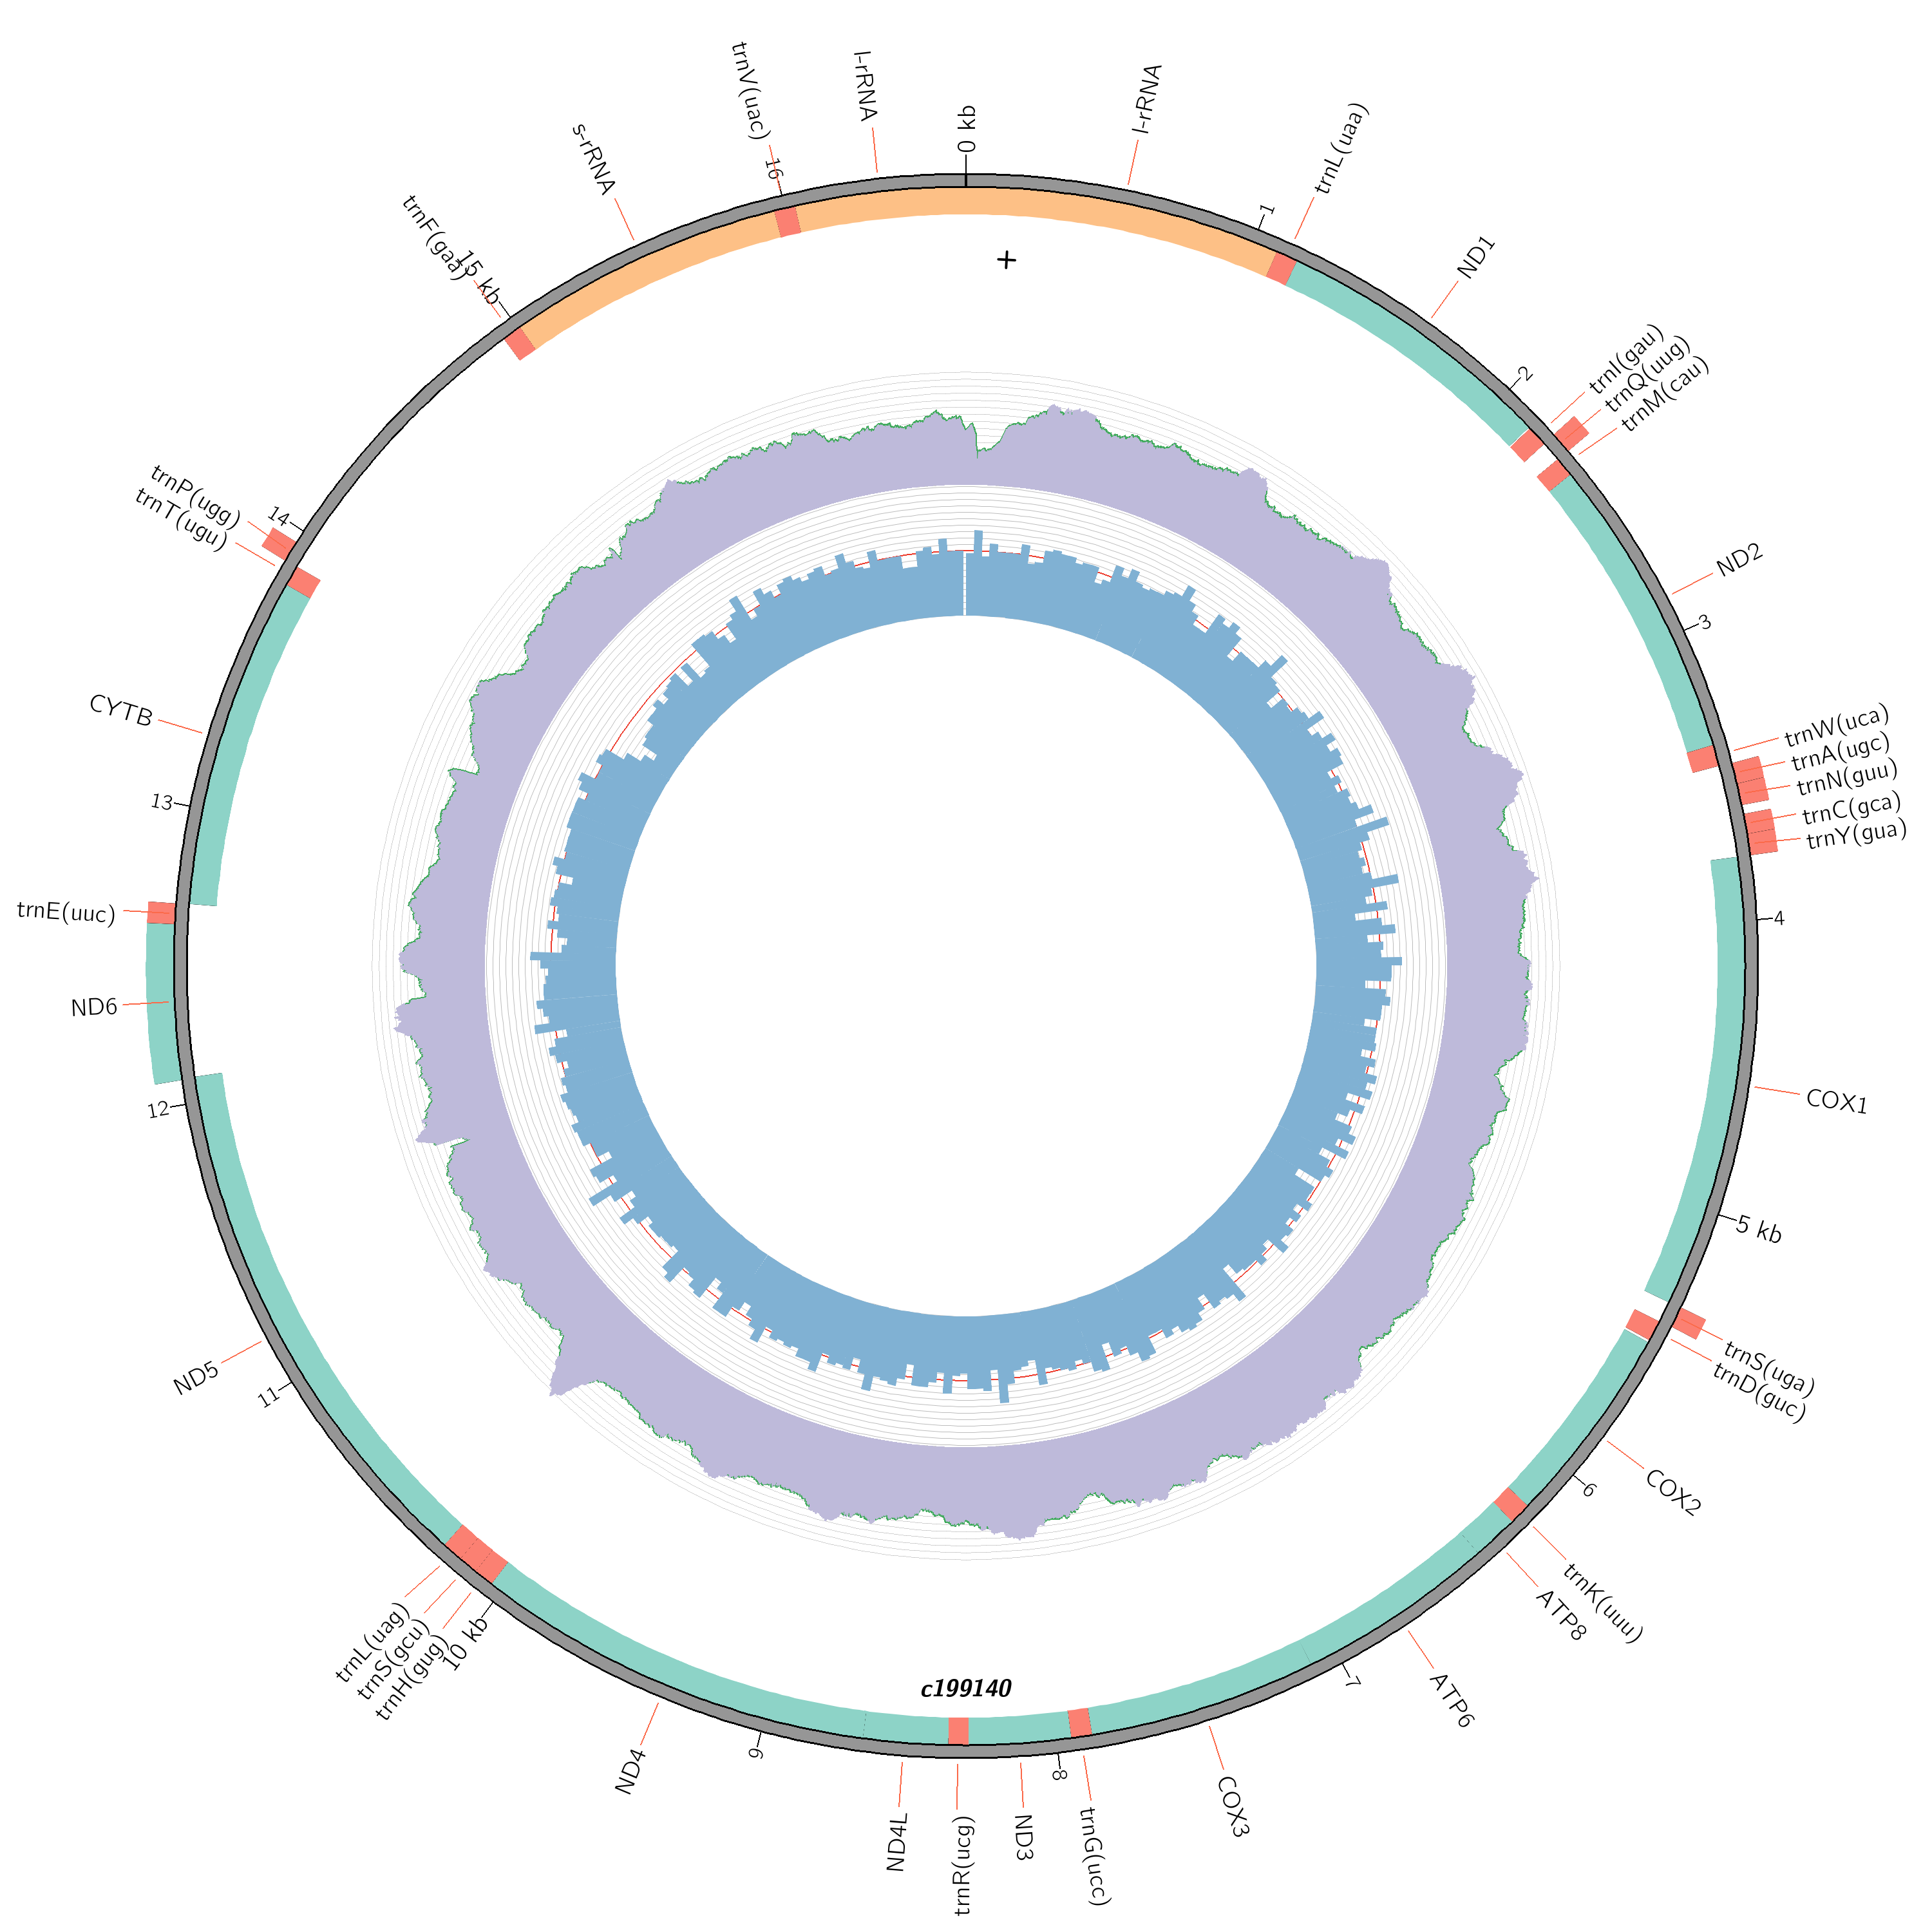 0 kb
l-rRNA
trnL(uaa)
1
ND1
2
trnI(gau)
trnQ(uug)
trnM(cau)
ND2
3
trnW(uca)
trnA(ugc)
trnN(guu)
trnC(gca)
trnY(gua)
4
COX1
5 kb
trnS(uga)
trnD(guc)
COX2
6
trnK(uuu)
ATP8
ATP6
7
COX3
trnG(ucc)
8
ND3
trnR(ucg)
ND4L
9
ND4
10 kb
trnH(gug)
trnS(gcu)
trnL(uag)
11
ND5
12
ND6
trnE(uuc)
13
CYTB
trnT(ugu)
trnP(ugg)
14
15 kb
trnF(gaa)
s-rRNA
16
trnV(uac)
l-rRNA
+
c199140